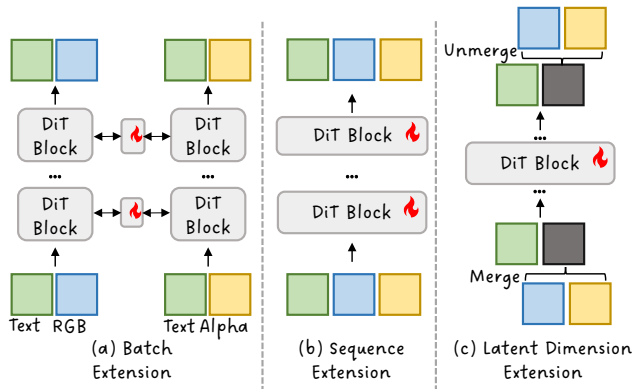 DiT
Block
DiT
Block
...
...
DiT
Block
DiT
Block
Text RGB
Text Alpha
(a) Batch
Extension
DiT Block
...
DiT Block
(b) Sequence
Extension
Unmerge
...
DiT Block
...
Merge
(c) Latent Dimension
Extension